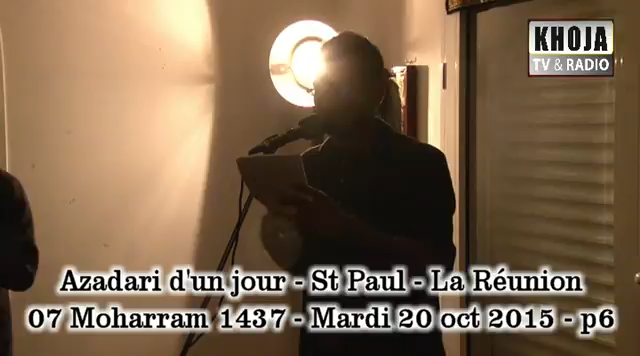 KHOJA
TV & RADIO
Azadari d'un jour - St Paul - La Réunion
07 Moharram 1437 - Mardi 20 oct 2015 - p6